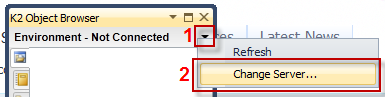 K2 Object Browser
Environment - Not Connected
1
Latest News
Refresh
2
Change Server...